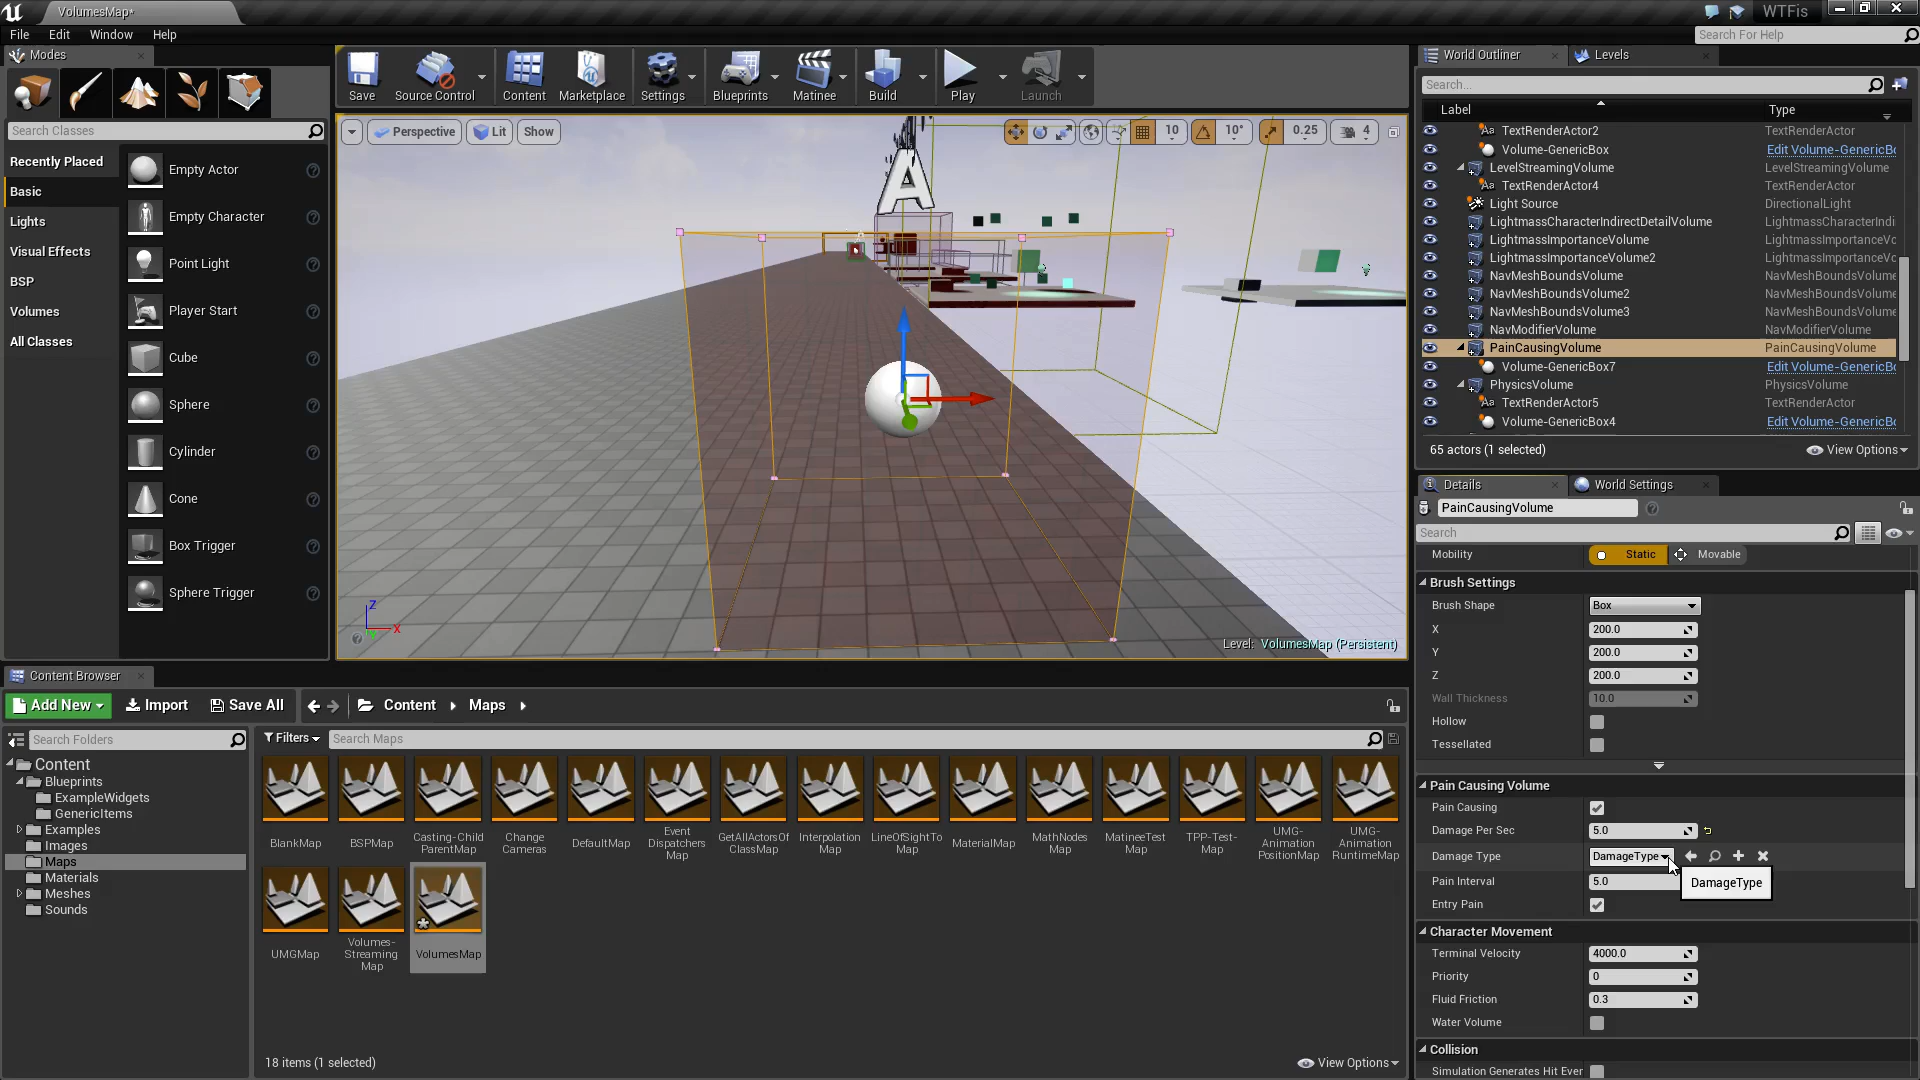 VolumesMap*
WTFis
File
Edit
Window
Help
Search For Help
Modes
Search Classes
Recently Placed
Basic
Lights
Visual Effects
BSP
Volumes
All Classes
Empty Actor
Empty Character
Point Light
Player Start
Cube
Sphere
Cylinder
Cone
Box Trigger
Sphere Trigger
Save
Source Control
Content
Marketplace
Settings
Blueprints
Matinee
Build
Play
Launch
Perspective
Lit
Show
10
10°
0.25
4
A
Z
X
Y
Level: VolumesMap (Persistent)
World Outliner
Levels
Search...
Label
Type
TextRenderActor2
TextRenderActor
Volume-GenericBox
Edit Volume-GenericBo
LevelStreamingVolume
LevelStreamingVolume
TextRenderActor4
TextRenderActor
Light Source
DirectionalLight
LightmassCharacterIndirectDetailVolume
LightmassCharacterIndi
LightmassImportanceVolume
LightmassImportanceVo
LightmassImportanceVolume2
LightmassImportanceVo
NavMeshBoundsVolume
NavMeshBoundsVolume
NavMeshBoundsVolume2
NavMeshBoundsVolume
NavMeshBoundsVolume3
NavMeshBoundsVolume
NavModifierVolume
NavModifierVolume
PainCausingVolume
PainCausingVolume
Volume-GenericBox7
Edit Volume-GenericBo
PhysicsVolume
PhysicsVolume
TextRenderActor5
TextRenderActor
Volume-GenericBox4
Edit Volume-GenericBo
65 actors (1 selected)
View Options
Details
World Settings
PainCausingVolume
Search
Mobility
Static
Movable
Brush Settings
Brush Shape
Box
X
200.0
Y
200.0
Z
200.0
Wall Thickness
10.0
Hollow
Tessellated
Pain Causing Volume
Pain Causing
Damage Per Sec
5.0
Damage Type
DamageType
Pain Interval
5.0
DamageType
Entry Pain
Character Movement
Terminal Velocity
4000.0
Priority
0
Fluid Friction
0.3
Water Volume
Collision
Simulation Generates Hit Ever
Content Browser
Add New
Import
Save All
Content
Maps
Search Folders
Content
Blueprints
ExampleWidgets
GenericItems
Examples
Images
Maps
Materials
Meshes
Sounds
Filters
Search Maps
BlankMap
BSPMap
Casting-Child
ParentMap
Change
Cameras
DefaultMap
Event
Dispatchers
Map
GetAllActorsOf
ClassMap
Interpolation
Map
LineOfSightTo
Map
MaterialMap
MathNodes
Map
MatineeTest
Map
TPP-Test-
Map
UMG-
Animation
PositionMap
UMG-
Animation
RuntimeMap
UMGMap
Volumes-
Streaming
Map
VolumesMap
18 items (1 selected)
View Options